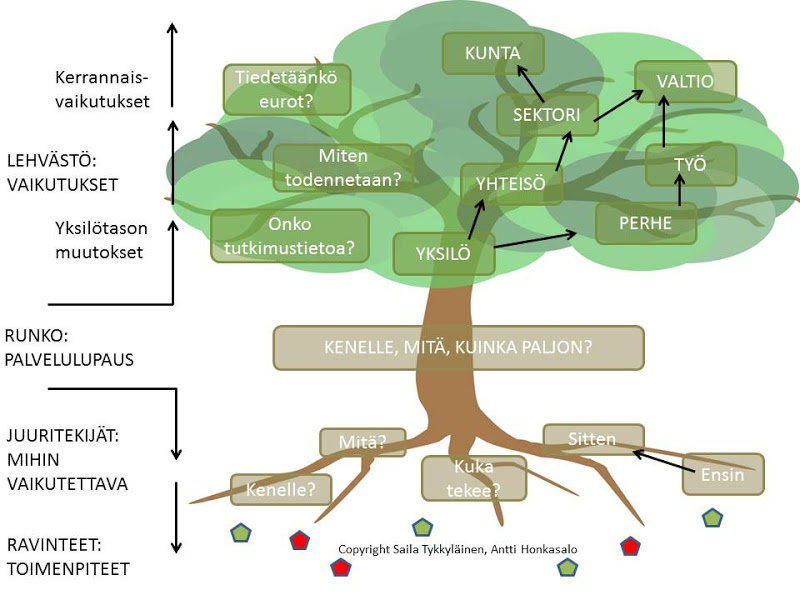 KUNTA
Kerrannais-
vaikutukset
Tiedetäänkö
eurot?
VALTIO
SEKTORI
LEHVÄSTÖ:
VAIKUTUKSET
Miten
todennetaan?
TYÖ
YHTEISÖ
Yksilötason
muutokset
Onko
tutkimustietoa?
PERHE
YKSILÖ
RUNKO:
PALVELULUPAUS
KENELLE, MITÄ, KUINKA PALJON?
JUURITEKIJÄT:
MIHIN
VAIKUTETTAVA
Mitä?
Sitten
Kenelle?
Kuka
tekee?
Ensin
RAVINTEET:
TOIMENPITEET
Copyright Saila Tykkyläinen, Antti Honkasalo